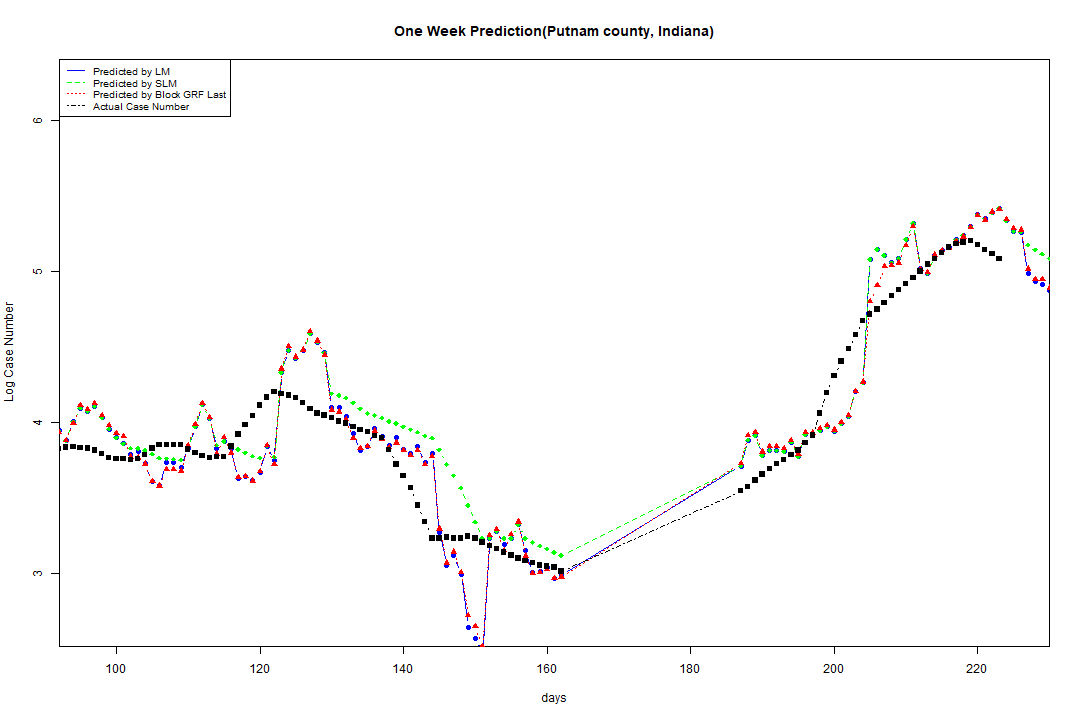 One Week Prediction(Putnam county, Indiana)
Predicted by LM
Predicted by SLM
Predicted by Block GRF Last
Actual Case Number
6
5
4
3
Log Case Number
100 120 140 160 180 200 220
days